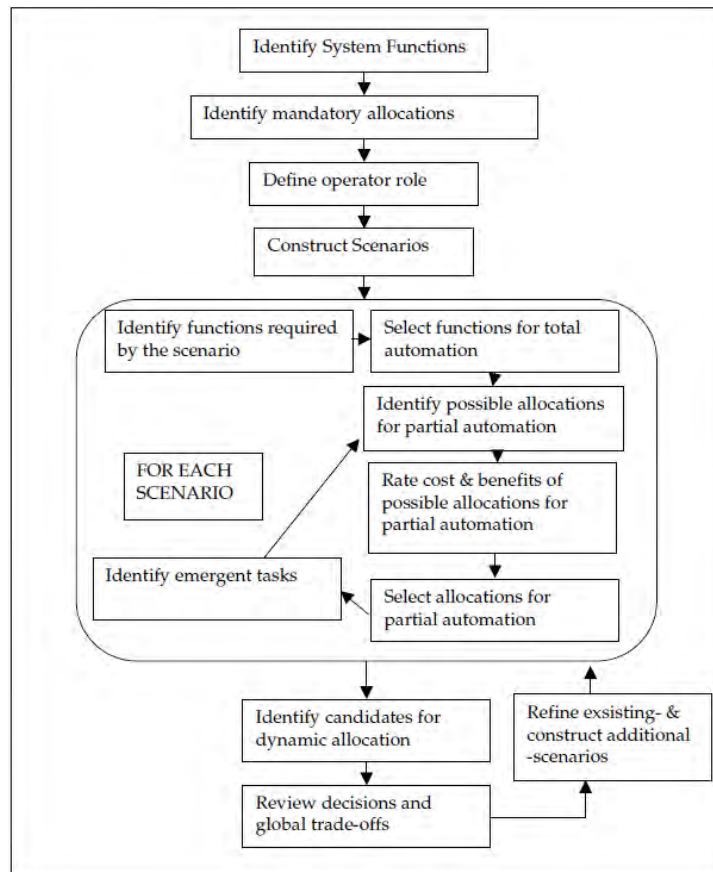 Identify System Functions
Identify mandatory allocations
Define operator role
Construct Scenarios
Identify functions required
by the scenario
Select functions for total
automation
Identify possible allocations
for partial automation
FOR EACH
SCENARIO
Rate cost & benefits of
possible allocations for
partial automation
Identify emergent tasks
Select allocations for
partial automation
Identify candidates for
dynamic allocation
Refine exsisting- &
construct additional
-scenarios
Review decisions and
global trade-offs